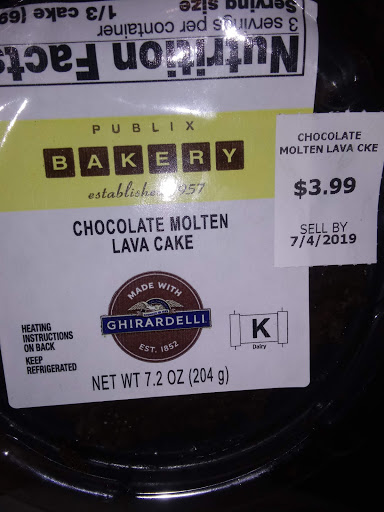 Nutrition Facts
3 servings per container
Serving size
1/3 cake
PUBLIX
BAKERY
established 1957
CHOCOLATE MOLTEN
LAVA CAKE
MADE WITH
GHIRARDELLI
EST. 1852
HEATING
INSTRUCTIONS
ON BACK
KEEP
REFRIGERATED
K
Dairy
NET WT 7.2 OZ (204 g)
CHOCOLATE
MOLTEN LAVA CKE
$3.99
SELL BY
7/4/2019